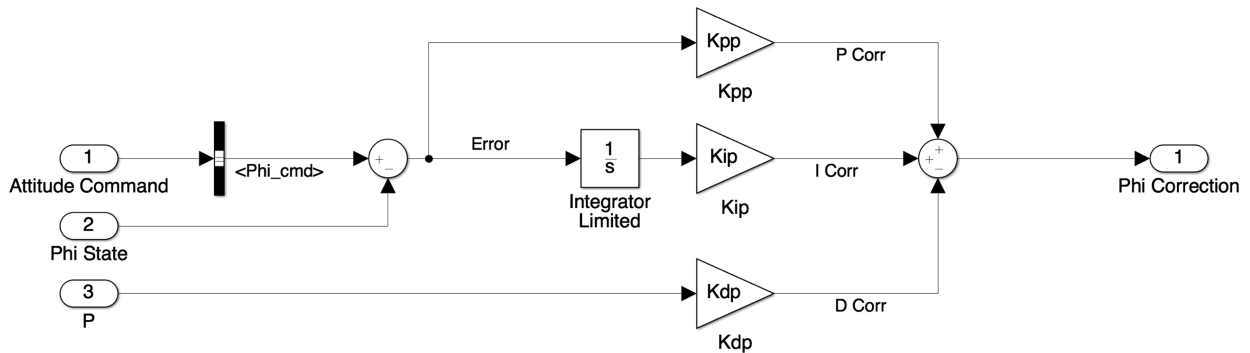 Kpp
P Corr
Kpp
1
Attitude Command
<Phi_cmd>
+
−
Error
1
s
Integrator
Limited
Kip
I Corr
Kip
+
+
−
1
Phi Correction
2
Phi State
3
P
Kdp
D Corr
Kdp